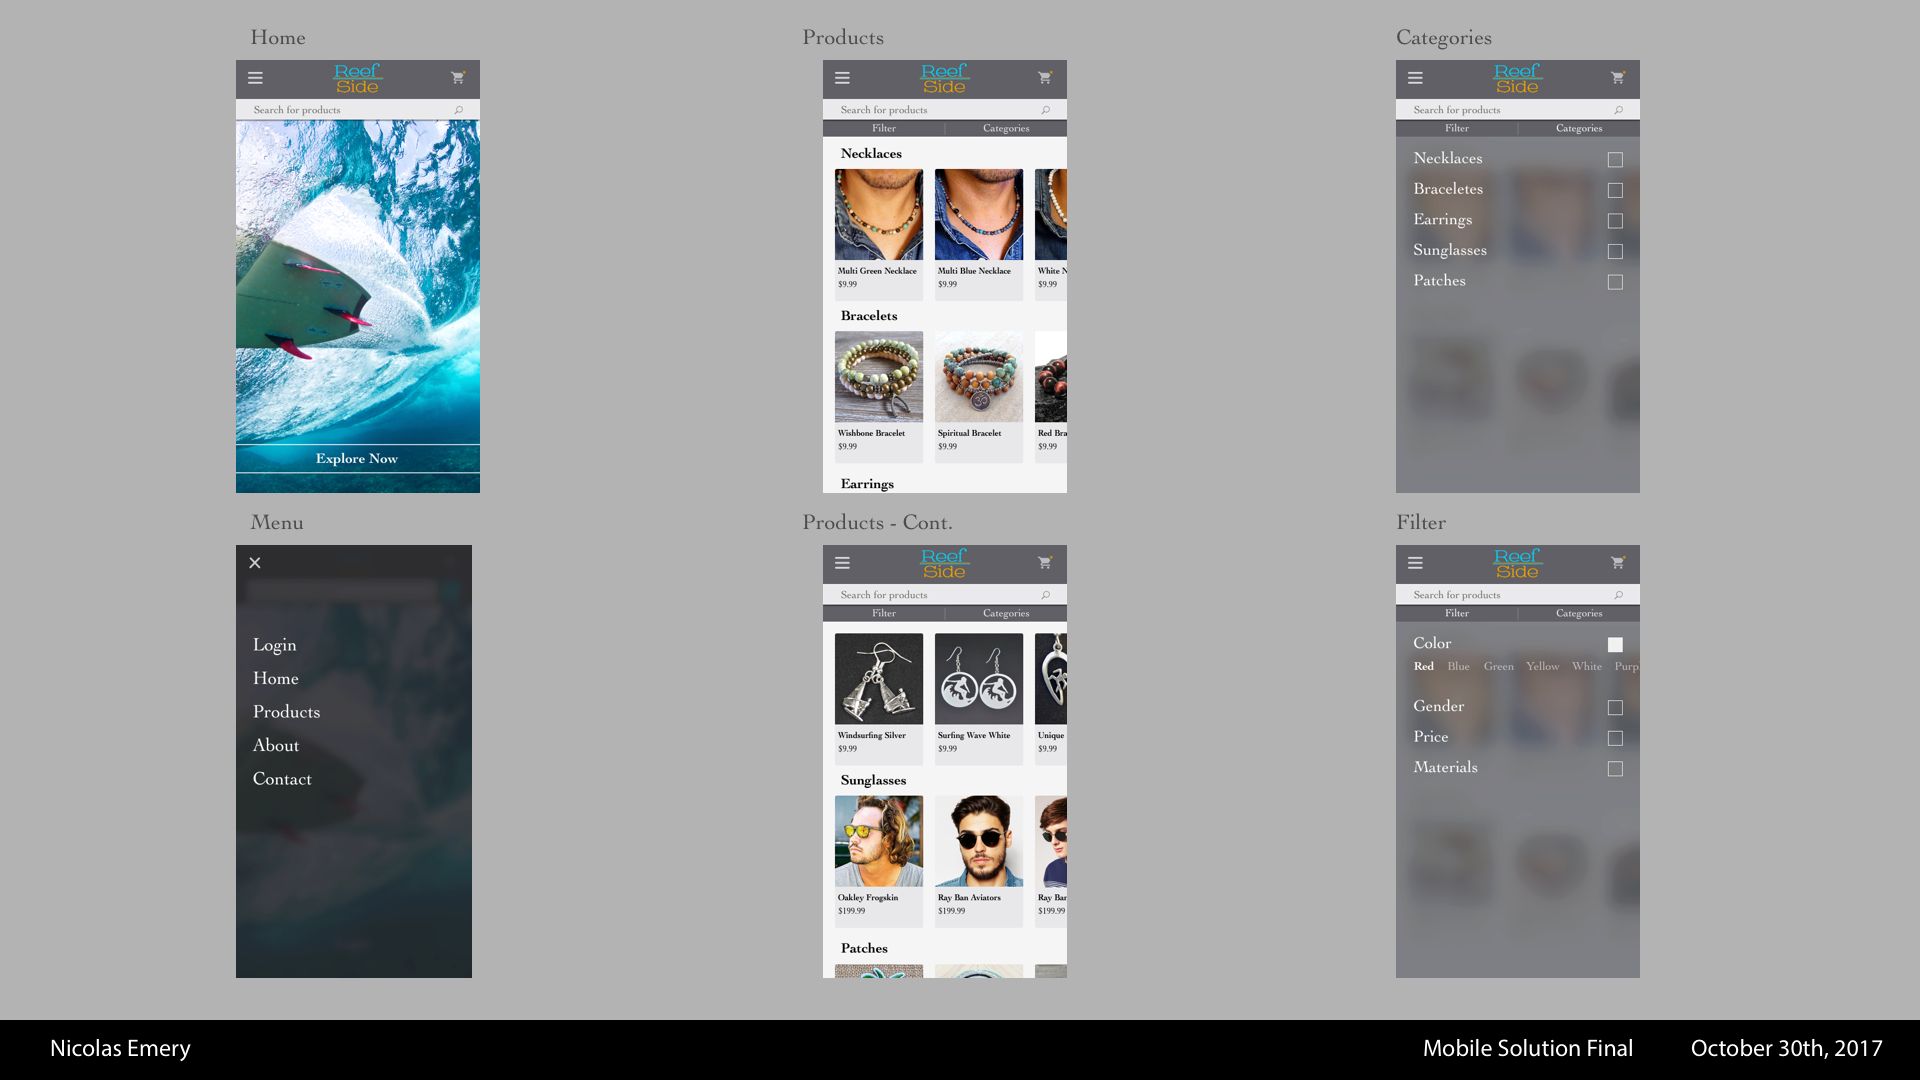 Home
Reef
Side
Search for products
Explore Now
Products
Reef
Side
Search for products
Filter Categories
Necklaces
Multi Green Necklace Multi Blue Necklace White N
$9.99 $9.99 $9.99
Bracelets
Wishbone Bracelet Spiritual Bracelet Red Bra
$9.99 $9.99 $9.99
Earrings
Categories
Reef
Side
Search for products
Filter Categories
Necklaces
Braceletes
Earrings
Sunglasses
Patches
Menu
Login
Home
Products
About
Contact
Products - Cont.
Reef
Side
Search for products
Filter Categories
Windsurfing Silver Surfing Wave White Unique
$9.99 $9.99 $9.99
Sunglasses
Oakley Frogskin Ray Ban Aviators Ray Ban
$199.99 $199.99 $199.99
Patches
Filter
Reef
Side
Search for products
Filter Categories
Color
Red Blue Green Yellow White Purp
Gender
Price
Materials
Nicolas Emery Mobile Solution Final October 30th, 2017